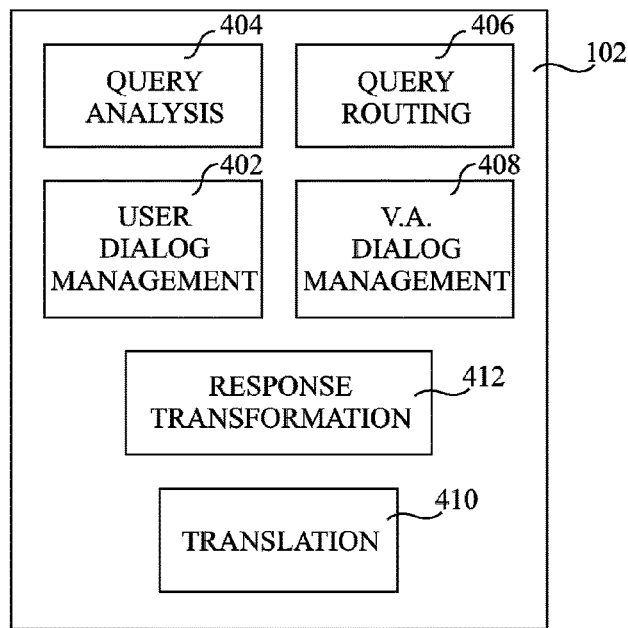 404
406
102
QUERY
ANALYSIS
QUERY
ROUTING
402
408
USER
DIALOG
MANAGEMENT
V.A.
DIALOG
MANAGEMENT
RESPONSE
TRANSFORMATION
412
410
TRANSLATION